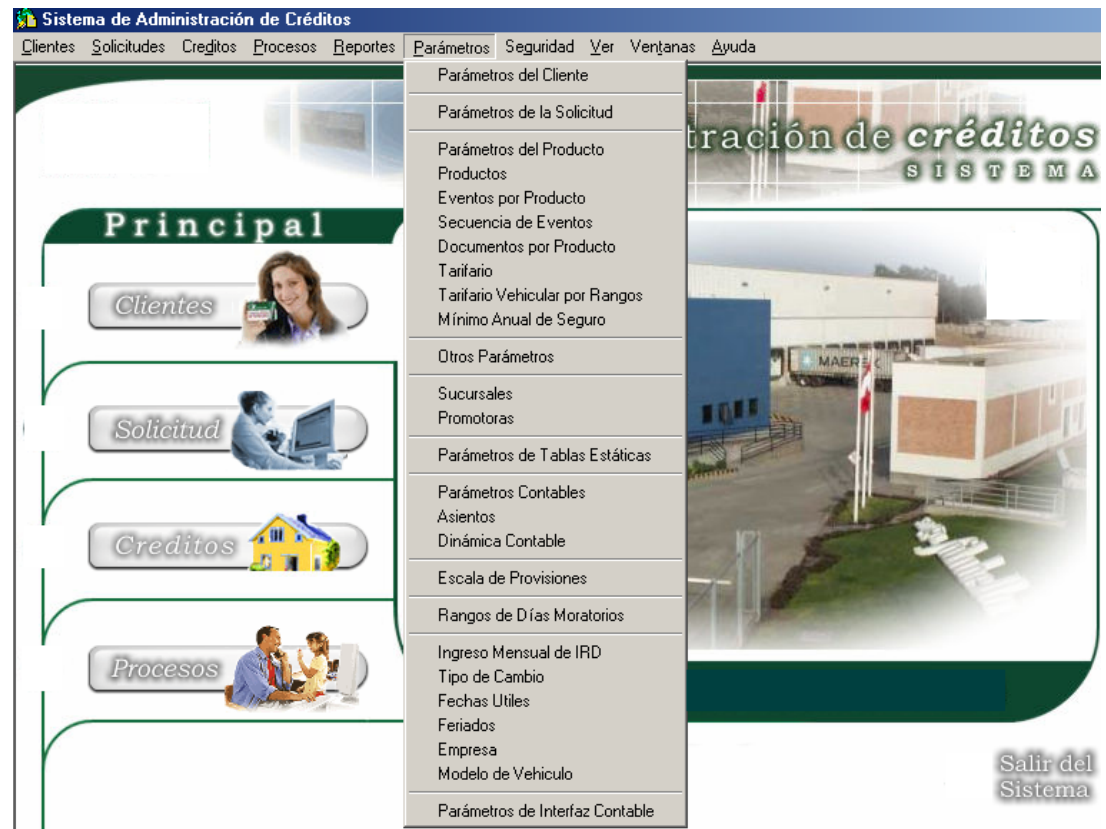 Sistema de Administración de Créditos
Clientes Solicitudes Creditos Procesos Reportes Parámetros Seguridad Ver Ventanas Ayuda
Parámetros del Cliente
Parámetros de la Solicitud
Parámetros del Producto
Productos
Eventos por Producto
Secuencia de Eventos
Documentos por Producto
Tarifario
Tarifario Vehicular por Rangos
Mínimo Anual de Seguro
Otros Parámetros
Sucursales
Promotoras
Parámetros de Tablas Estáticas
Parámetros Contables
Asientos
Dinámica Contable
Escala de Provisiones
Rangos de Días Moratorios
Ingreso Mensual de IRD
Tipo de Cambio
Fechas Utiles
Feriados
Empresa
Modelo de Vehiculo
Parámetros de Interfaz Contable
tración de créditos
SISTEMA
Principal
Clientes
Solicitud
Creditos
Procesos
MAERSK
Salir del
Sistema